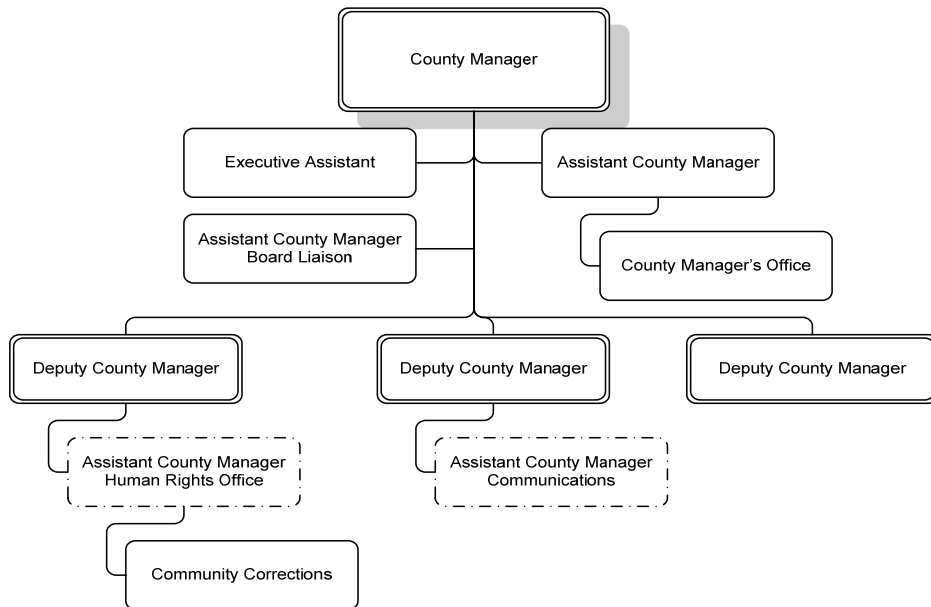 County Manager
Executive Assistant
Assistant County Manager
Assistant County Manager
Board Liaison
County Manager’s Office
Deputy County Manager
Deputy County Manager
Deputy County Manager
Assistant County Manager
Human Rights Office
Assistant County Manager
Communications
Community Corrections